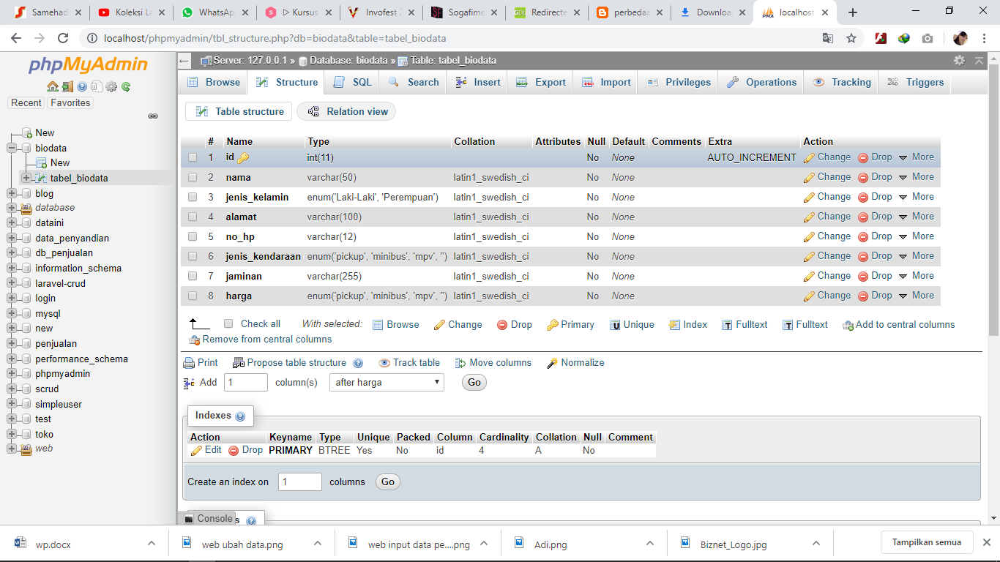 Samehad
Koleksi La
WhatsApp
▷ Kursus
Invofest
Sogafime
Redirecte
perbedaa
Downloa
localhost
localhost/phpmyadmin/tbl_structure.php?db=biodata&table=tabel_biodata
phpMyAdmin
Recent Favorites
New
biodata
New
tabel_biodata
blog
database
dataini
data_penyandian
db_penjualan
information_schema
laravel-crud
login
mysql
new
penjualan
performance_schema
phpmyadmin
scrud
simpleuser
test
toko
web
Server: 127.0.0.1 » Database: biodata » Table: tabel_biodata
Browse Structure SQL Search Insert Export Import Privileges Operations Tracking Triggers
Table structure Relation view
# Name Type Collation Attributes Null Default Comments Extra Action
1 id int(11) No None AUTO_INCREMENT Change Drop More
2 nama varchar(50) latin1_swedish_ci No None Change Drop More
3 jenis_kelamin enum('Laki-Laki', 'Perempuan') latin1_swedish_ci No None Change Drop More
4 alamat varchar(100) latin1_swedish_ci No None Change Drop More
5 no_hp varchar(12) latin1_swedish_ci No None Change Drop More
6 jenis_kendaraan enum('pickup', 'minibus', 'mpv', '') latin1_swedish_ci No None Change Drop More
7 jaminan varchar(255) latin1_swedish_ci No None Change Drop More
8 harga enum('pickup', 'minibus', 'mpv', '') latin1_swedish_ci No None Change Drop More
Check all With selected: Browse Change Drop Primary Unique Index Fulltext Fulltext Add to central columns
Remove from central columns
Print Propose table structure Track table Move columns Normalize
Add 1 column(s) after harga Go
Indexes
Action Keyname Type Unique Packed Column Cardinality Collation Null Comment
Edit Drop PRIMARY BTREE Yes No id 4 A No
Create an index on 1 columns Go
Console s
wp.docx
web ubah data.png
web input data pe....png
Adi.png
Biznet_Logo.jpg
Tampilkan semua